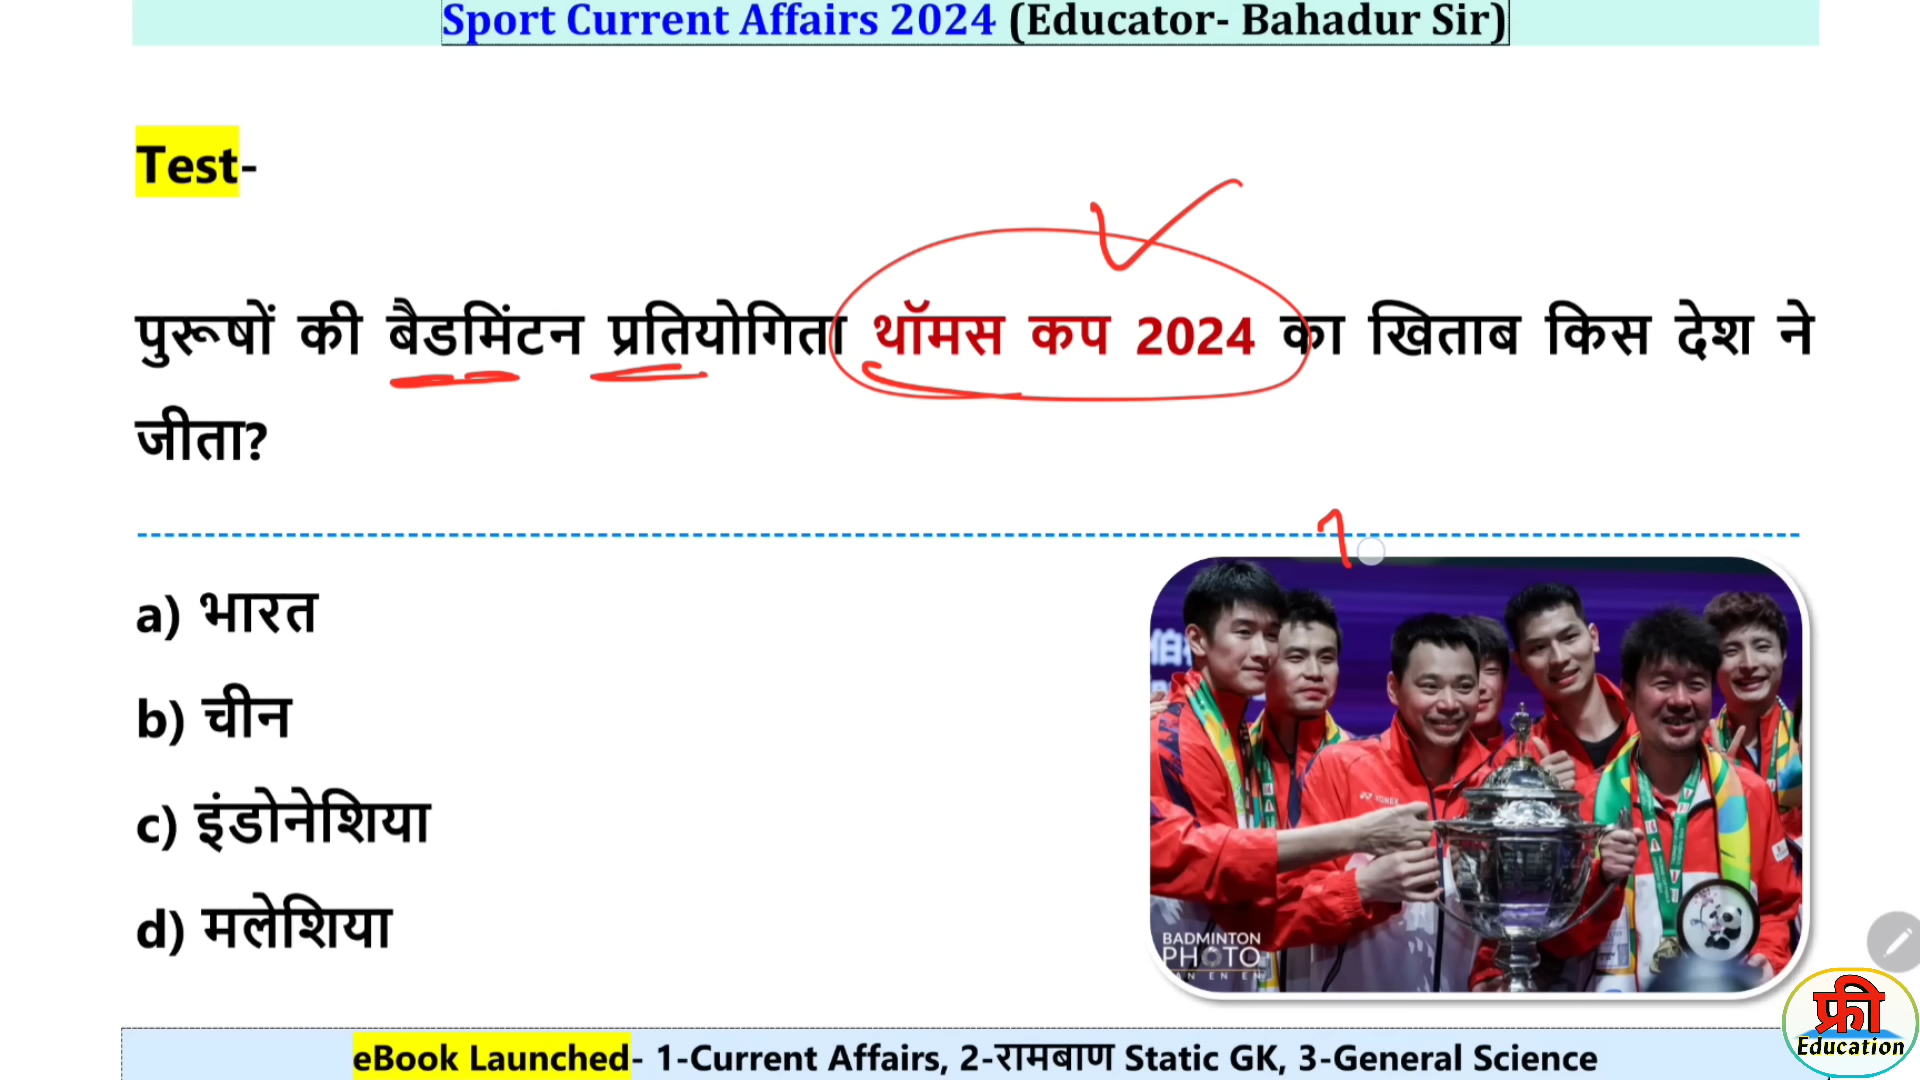 Sport Current Affairs 2024 (Educator- Bahadur Sir)
Test-
पुरूषों की बैडमिंटन प्रतियोगिता थॉमस कप 2024 का खिताब किस देश ने
जीता?
a) भारत
b) चीन
c) इंडोनेशिया
d) मलेशिया
YONEX
BADMINTON
PHOTO
eBook Launched- 1-Current Affairs, 2-रामबाण Static GK, 3-General Science
फ्री
Education